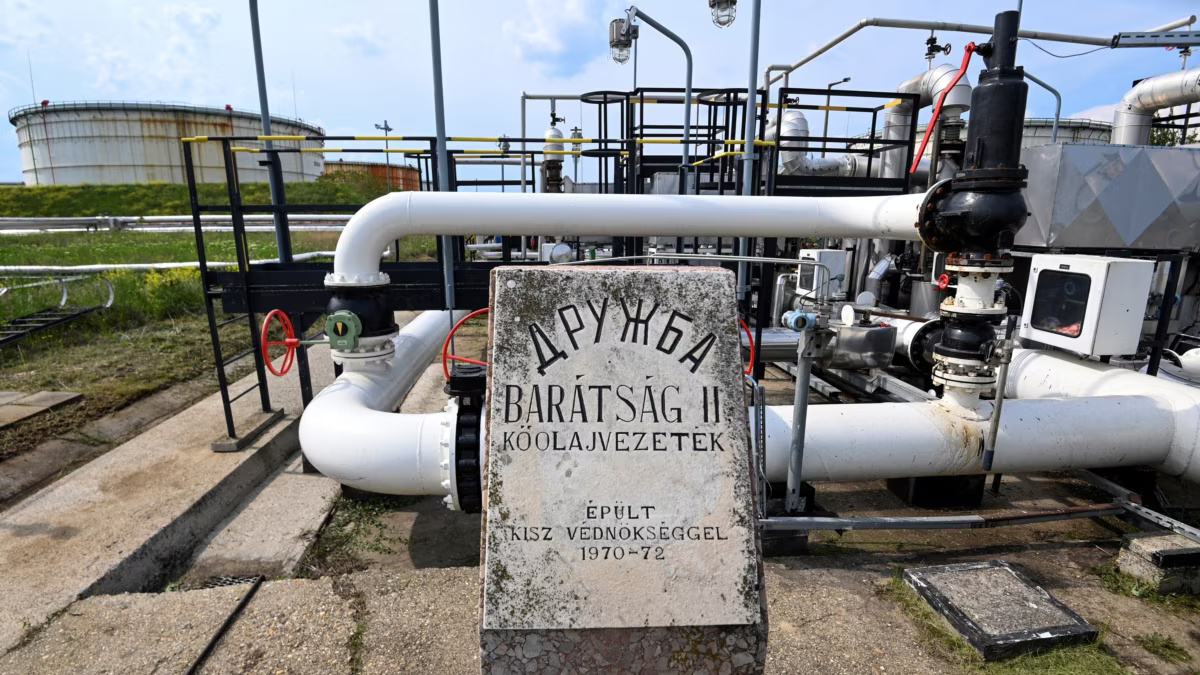 ДРУЖБА
BARÁTSÁG II
KŐOLAJVEZETÉK
ÉPÜLT
KISZ VÉDNÖKSÉGGEL
1970-72